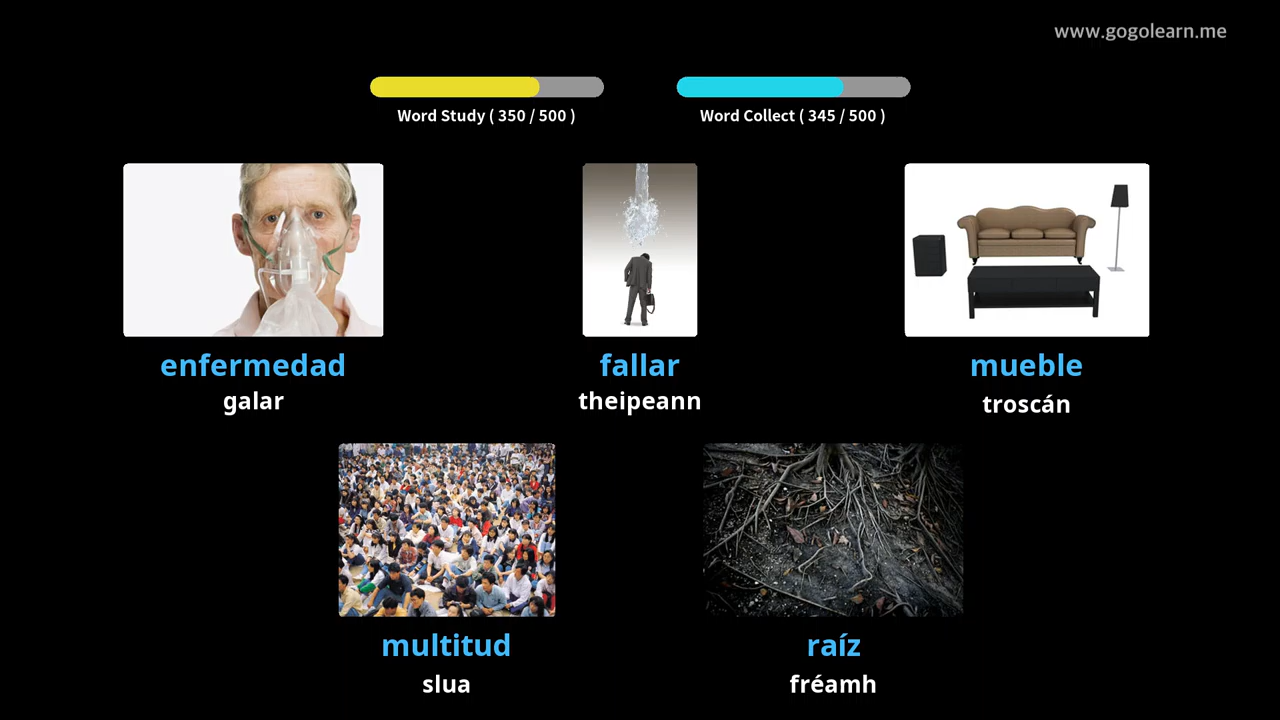 www.gogolearn.me
Word Study ( 350 / 500 )
Word Collect ( 345 / 500 )
enfermedad
galar
fallar
theipeann
mueble
troscán
multitud
slua
raíz
fréamh